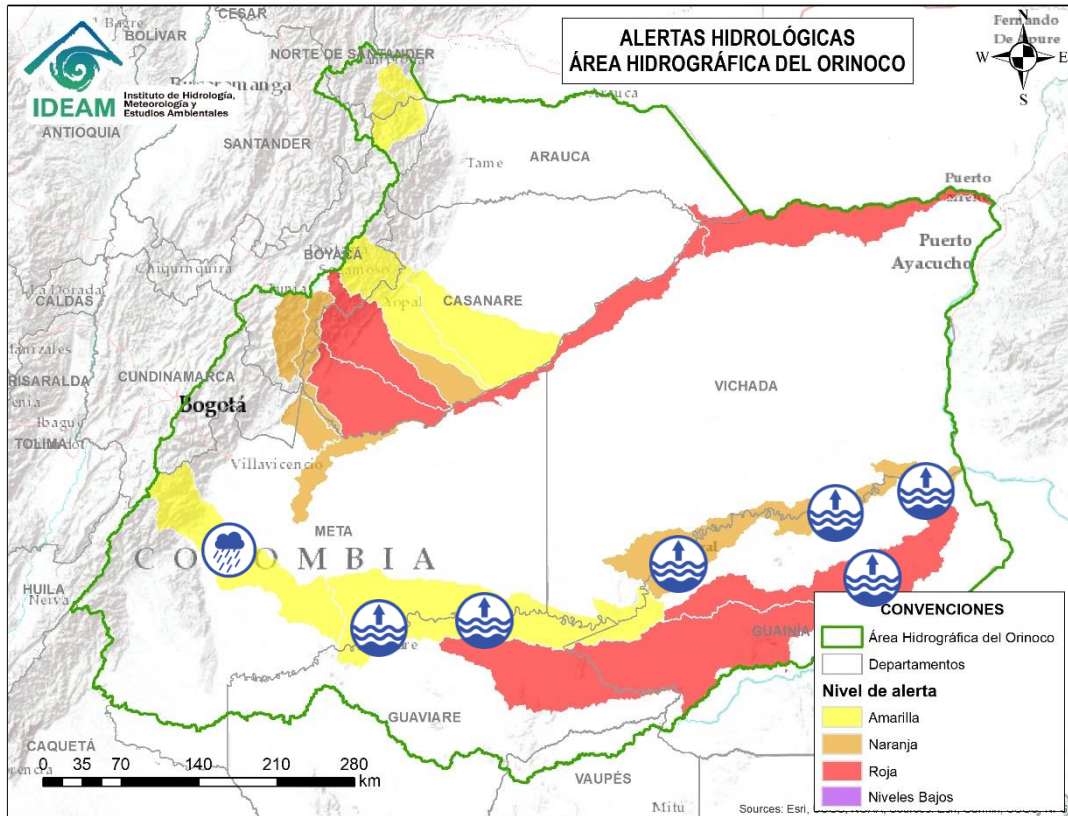 ALERTAS HIDROLÓGICAS
ÁREA HIDROGRÁFICA DEL ORINOCO
IDEAM
Instituto de Hidrología,
Meteorología y
Estudios Ambientales
N
W
E
S
Fernando
De Apure
CESAR
BOLÍVAR
NORTE DE SANTANDER
ANTIOQUIA
SANTANDER
Arauca
ARAUCA
Tame
Puerto
Puerto
Ayacucho
BOYACÁ
Chiquinquirá
La Dorada
CALDAS
Tunja
Yopal
CASANARE
Manizales
RISARALDA
CUNDINAMARCA
Bogotá
VICHADA
Ibague
TOLIMA
Villavicencio
META
COLOMBIA
HUILA
Neiva
GUAINÍA
GUAVIARE
CAQUETÁ
VAUPÉS
Mitú
0 35 70 140 210 280
km
CONVENCIONES
Área Hidrográfica del Orinoco
Departamentos
Nivel de alerta
Amarilla
Naranja
Roja
Niveles Bajos
Sources: Esri,